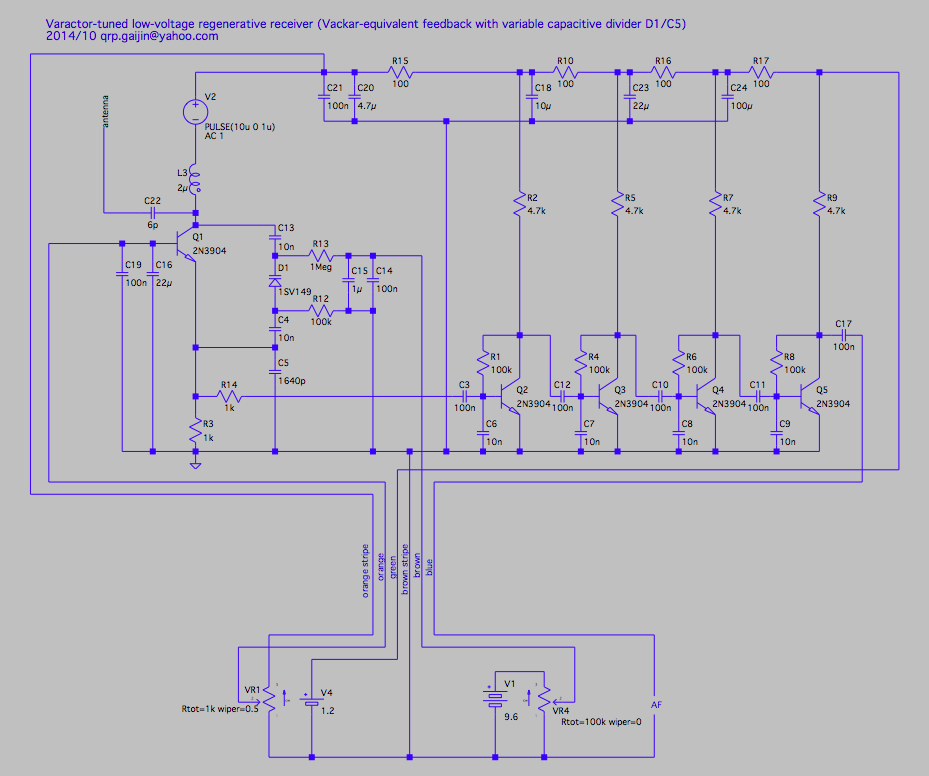 Varactor-tuned low-voltage regenerative receiver (Vackar-equivalent feedback with variable capacitive divider D1/C5)
2014/10 qrp.gaijin@yahoo.com
R15
100
R10
100
R16
100
R17
100
C21
100n
C20
4.7µ
C18
10µ
C23
22µ
C24
100µ
antenna
V2
PULSE(10u 0 1u)
AC 1
L3
2µ
R2
4.7k
R5
4.7k
R7
4.7k
R9
4.7k
C22
6p
Q1
2N3904
C13
10n
R13
1Meg
C19
100n
C16
22µ
D1
1SV149
C15
1µ
C14
100n
R12
100k
C4
10n
C17
100n
C5
1640p
R1
100k
R4
100k
R6
100k
R8
100k
R14
1k
C3
100n
Q2
2N3904
C12
100n
Q3
2N3904
C10
100n
Q4
2N3904
C11
100n
Q5
2N3904
R3
1k
C6
10n
C7
10n
C8
10n
C9
10n
orange stripe
orange
green
brown stripe
brown
blue
VR1
Rtot=1k wiper=0.5
V4
1.2
V1
9.6
VR4
Rtot=100k wiper=0
AF